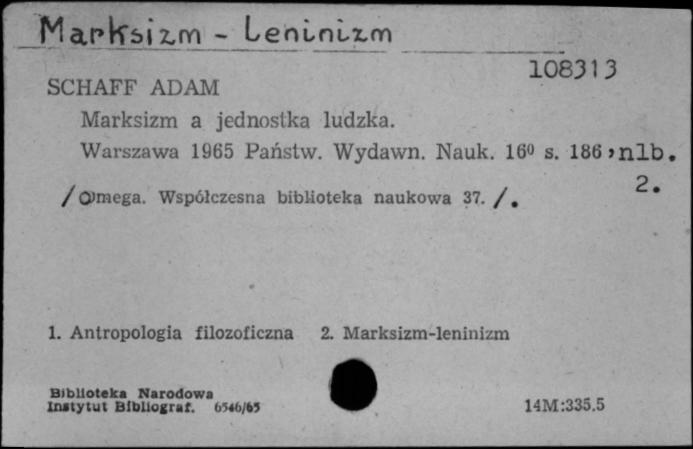 Marksizm - Leninizm
108313
SCHAFF ADAM
Marksizm a jednostka ludzka.
Warszawa 1965 Państw. Wydawn. Nauk. 16⁰ s. 186,nlb.
2.
/Omega. Współczesna biblioteka naukowa 37. /.
1. Antropologia filozoficzna 2. Marksizm-leninizm
Biblioteka Narodowa
Instytut Bibliograf. 6546/65
14M:335.5